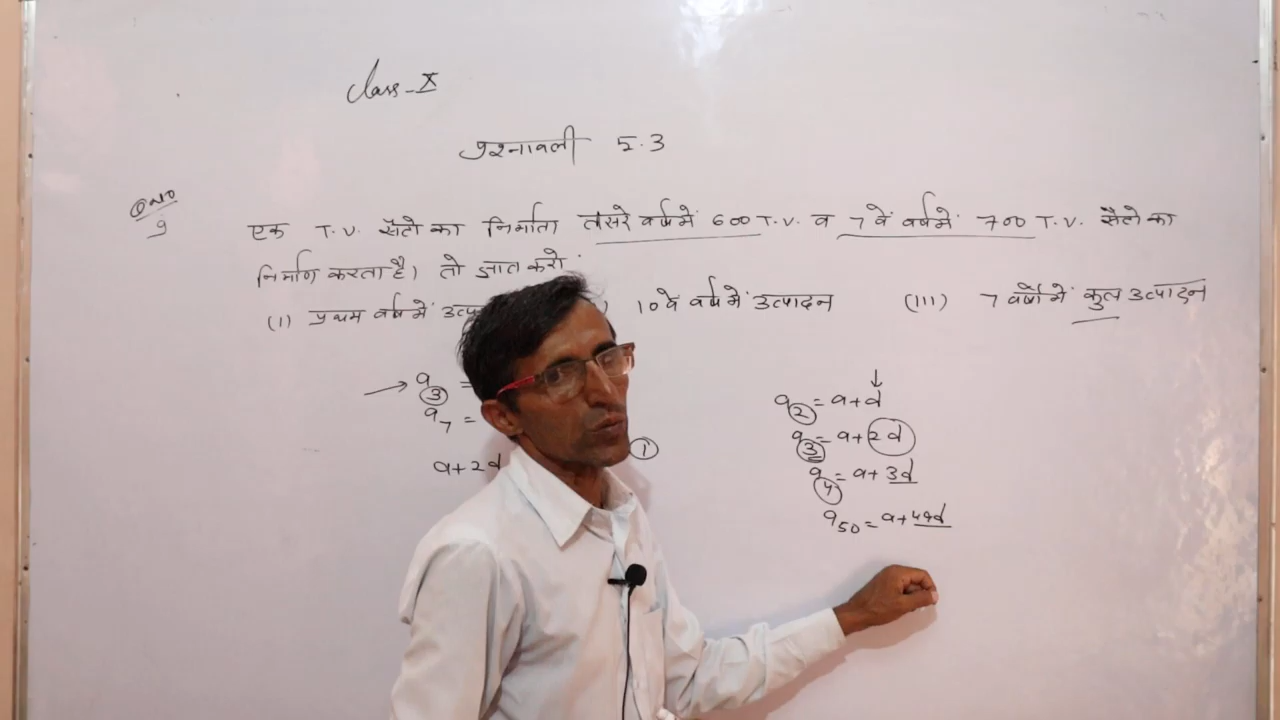 Class-X
प्रश्नावली 5.3
Q.NO
9
एक T.V. सैटो का निर्माता तीसरे वर्ष में 600 T.V. व 7 वें वर्ष में 700 T.V. सैटो का
निर्माण करता है। तो ज्ञात करो :
(I) प्रथम वर्ष में उत्प
10 वे वर्ष में उत्पादन
(III) 7 वर्षों में कुल उत्पादन
→ a3 =
a7 =
a+2d
①
↓
a2 = a+d
a3 = a+2d
a4 = a+3d
a50 = a+49d